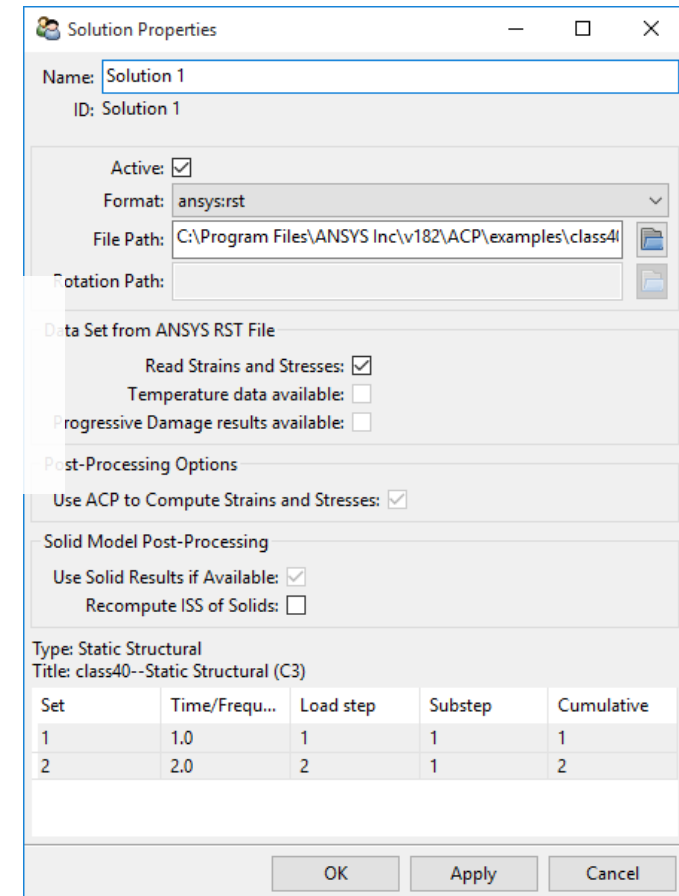 Solution Properties
Name: Solution 1
ID: Solution 1
Active:
Format: ansys:rst
File Path: C:\Program Files\ANSYS Inc\v182\ACP\examples\class4
Rotation Path:
Data Set from ANSYS RST File
Read Strains and Stresses:
Temperature data available:
Progressive Damage results available:
Post-Processing Options
Use ACP to Compute Strains and Stresses:
Solid Model Post-Processing
Use Solid Results if Available:
Recompute ISS of Solids:
Type: Static Structural
Title: class40--Static Structural (C3)
Set Time/Frequ... Load step Substep Cumulative
1 1.0 1 1 1
2 2.0 2 1 2
OK Apply Cancel